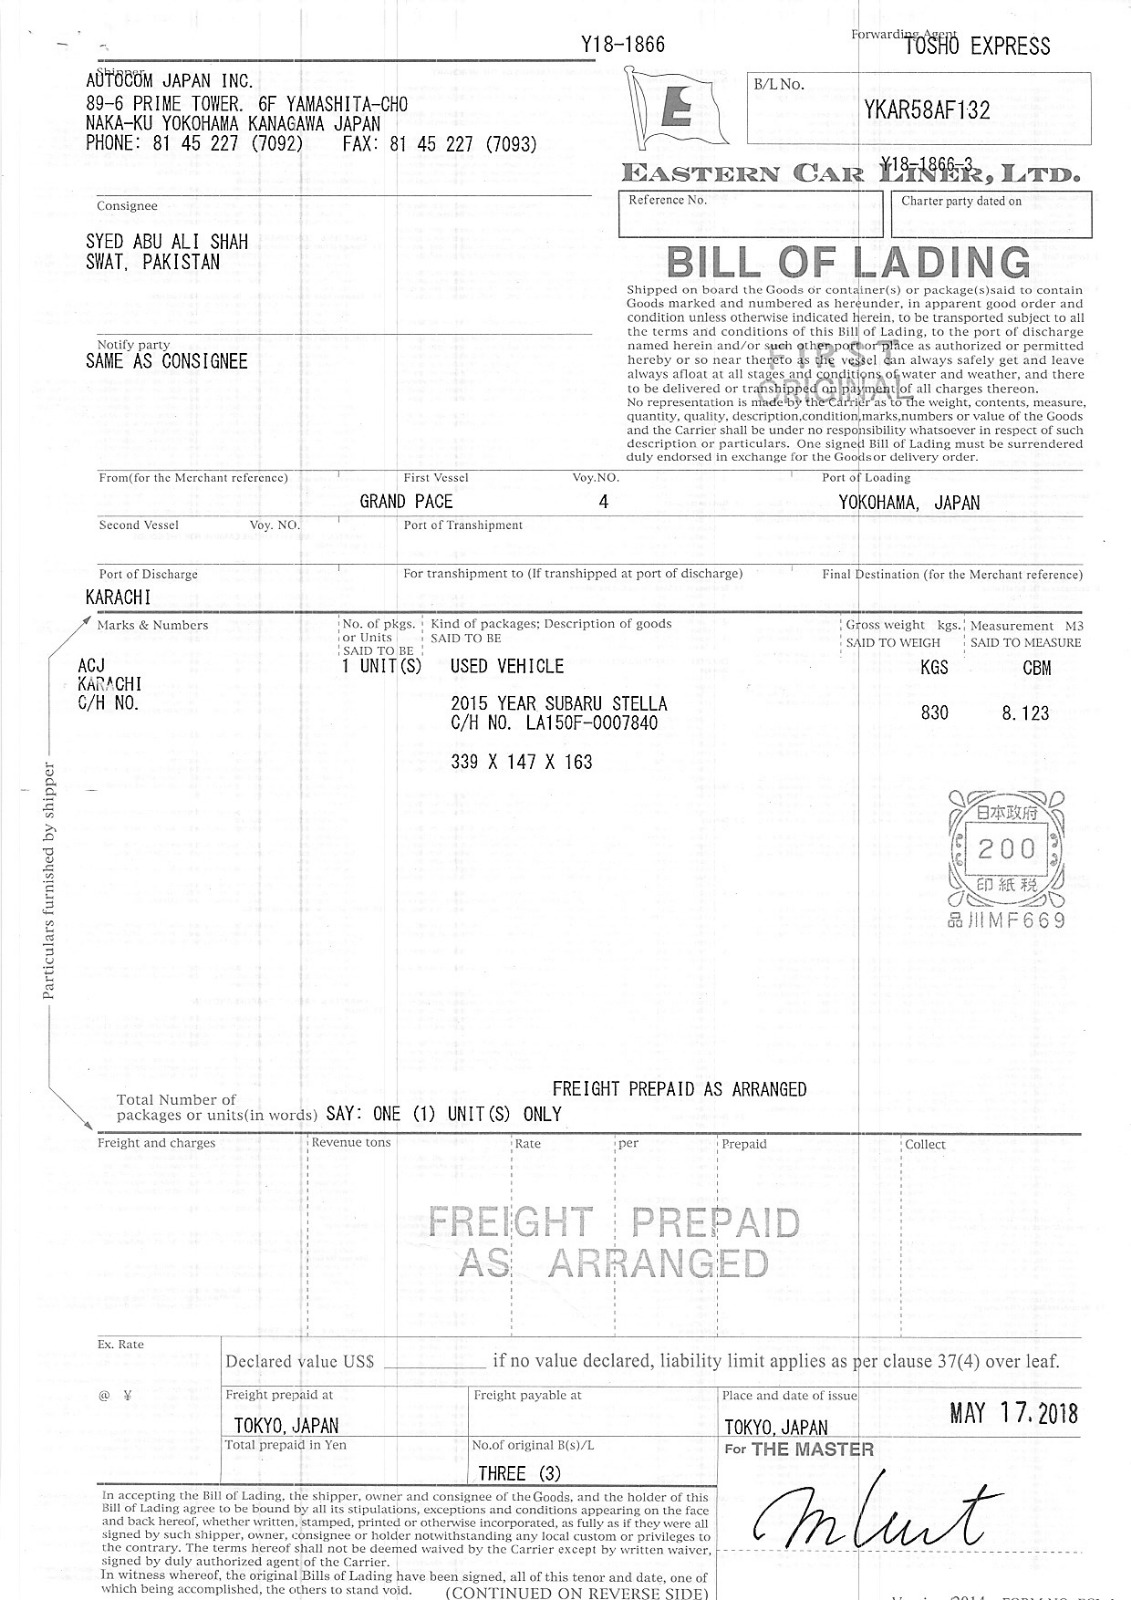 Y18-1866
Forwarding Agent
TOSHO EXPRESS
Shipper
AUTOCOM JAPAN INC.
89-6 PRIME TOWER. 6F YAMASHITA-CHO
NAKA-KU YOKOHAMA KANAGAWA JAPAN
PHONE: 81 45 227 (7092) FAX: 81 45 227 (7093)
E
B/L No.
YKAR58AF132
Y18-1866-3
EASTERN CAR LINER, LTD.
Consignee
SYED ABU ALI SHAH
SWAT, PAKISTAN
Reference No.
Charter party dated on
BILL OF LADING
Shipped on board the Goods or container(s) or package(s)said to contain
Goods marked and numbered as hereunder, in apparent good order and
condition unless otherwise indicated herein, to be transported subject to all
the terms and conditions of this Bill of Lading, to the port of discharge
named herein and/or such other port or place as authorized or permitted
hereby or so near thereto as the vessel can always safely get and leave
always afloat at all stages and conditions of water and weather, and there
to be delivered or transhipped on payment of all charges thereon.
No representation is made by the Carrier as to the weight, contents, measure,
quantity, quality, description,condition,marks,numbers or value of the Goods
and the Carrier shall be under no responsibility whatsoever in respect of such
description or particulars. One signed Bill of Lading must be surrendered
duly endorsed in exchange for the Goods or delivery order.
FIRST
ORIGINAL
Notify party
SAME AS CONSIGNEE
From(for the Merchant reference) First Vessel Voy.NO. Port of Loading
GRAND PACE 4 YOKOHAMA, JAPAN
Second Vessel Voy. NO. Port of Transhipment
Port of Discharge For transhipment to (If transhipped at port of discharge) Final Destination (for the Merchant reference)
KARACHI
Marks & Numbers No. of pkgs. or Units SAID TO BE Kind of packages; Description of goods SAID TO BE Gross weight kgs. SAID TO WEIGH Measurement M3 SAID TO MEASURE
ACJ 1 UNIT(S) USED VEHICLE KGS CBM
KARACHI
C/H NO.
2015 YEAR SUBARU STELLA
C/H NO. LA150F-0007840
830 8.123
339 X 147 X 163
Particulars furnished by shipper
日本政府
200
印紙税
品川MF669
FREIGHT PREPAID AS ARRANGED
Total Number of
packages or units(in words) SAY: ONE (1) UNIT(S) ONLY
Freight and charges Revenue tons Rate per Prepaid Collect
FREIGHT PREPAID
AS ARRANGED
Ex. Rate
Declared value US$ if no value declared, liability limit applies as per clause 37(4) over leaf.
@ ¥
Freight prepaid at
TOKYO, JAPAN
Freight payable at
Place and date of issue
TOKYO, JAPAN
MAY 17.2018
Total prepaid in Yen
No.of original B(s)/L
THREE (3)
For THE MASTER
In accepting the Bill of Lading, the shipper, owner and consignee of the Goods, and the holder of this
Bill of Lading agree to be bound by all its stipulations, exceptions and conditions appearing on the face
and back hereof, whether written, stamped, printed or otherwise incorporated, as fully as if they were all
signed by such shipper, owner, consignee or holder notwithstanding any local custom or privileges to
the contrary. The terms hereof shall not be deemed waived by the Carrier except by written waiver,
signed by duly authorized agent of the Carrier.
In witness whereof, the original Bills of Lading have been signed, all of this tenor and date, one of
which being accomplished, the others to stand void.
(CONTINUED ON REVERSE SIDE)